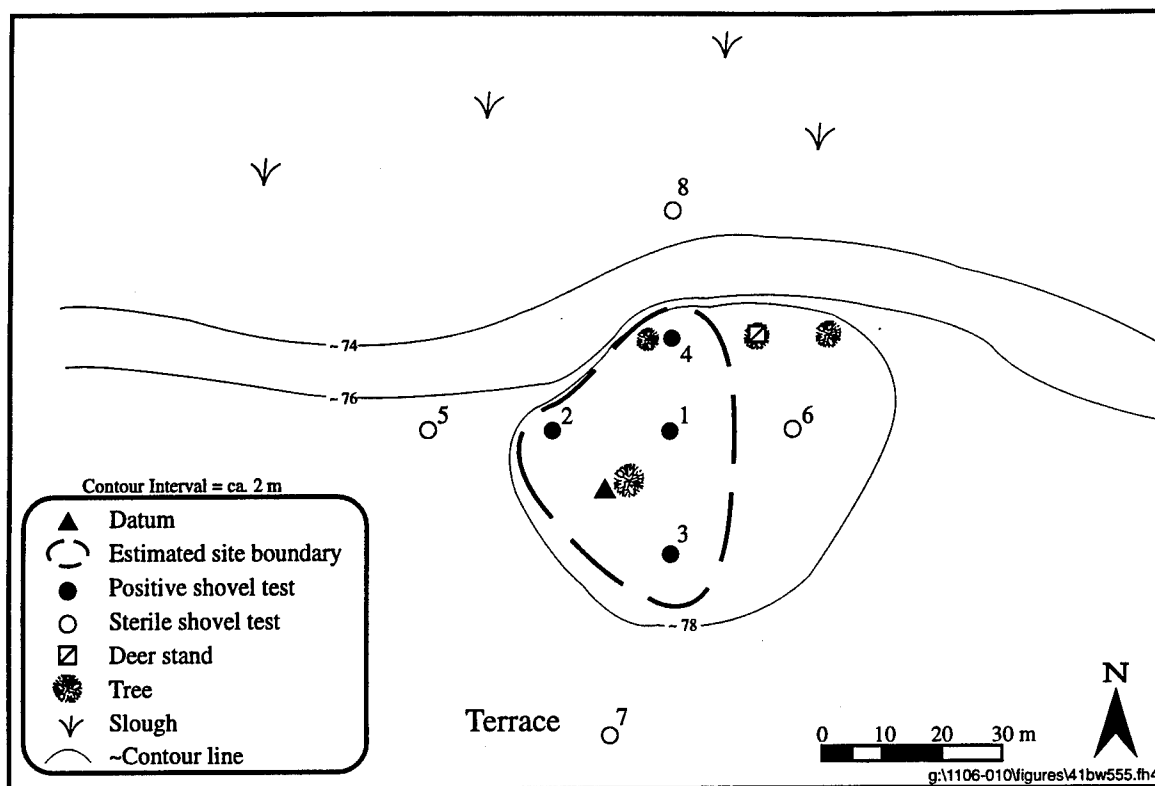 8
~ 74
4
~ 76
5
2
1
6
3
~ 78
Contour Interval = ca. 2 m
Datum
Estimated site boundary
Positive shovel test
Sterile shovel test
Deer stand
Tree
Slough
~Contour line
Terrace
7
N
0 10 20 30 m
g:\1106-010\figures\41bw555.fh4